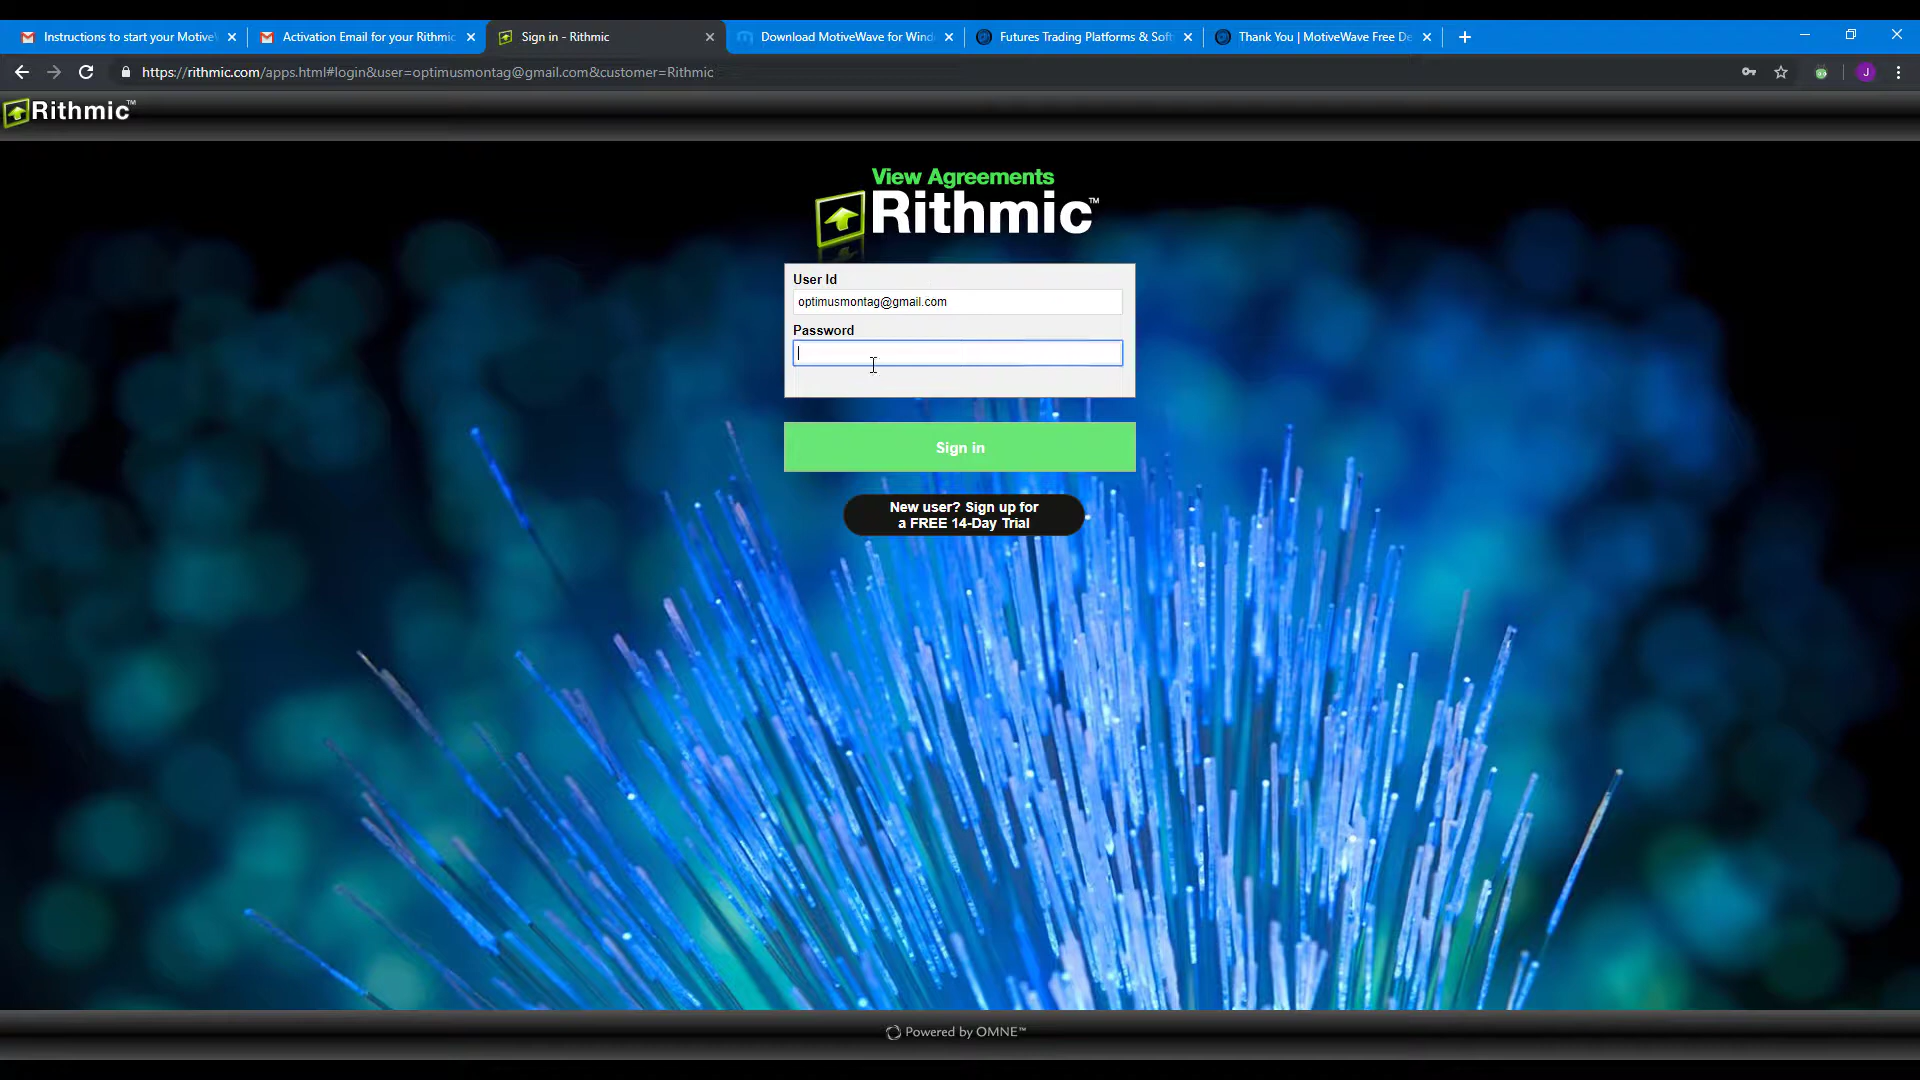 Instructions to start your MotiveW
Activation Email for your Rithmic
Sign in - Rithmic
Download MotiveWave for Wind
Futures Trading Platforms & Soft
Thank You | MotiveWave Free De
https://rithmic.com/apps.html#login&user=optimusmontag@gmail.com&customer=Rithmic
J
Rithmic™
View Agreements
Rithmic™
User Id
optimusmontag@gmail.com
Password
Sign in
New user? Sign up for
a FREE 14-Day Trial
Powered by OMNE™